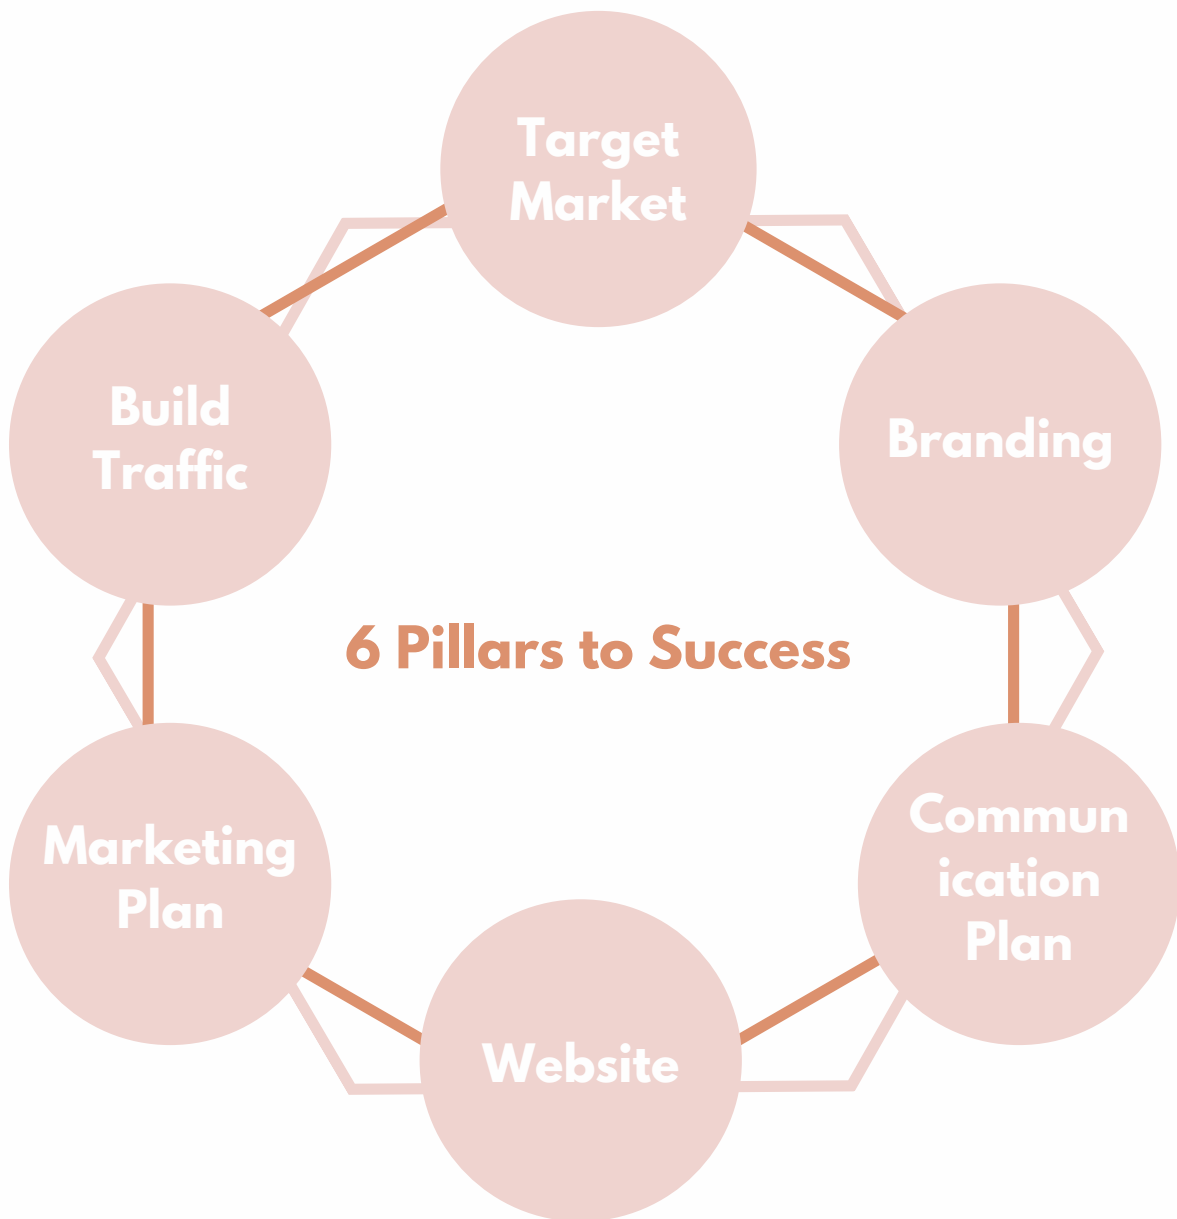 Target
Market
Branding
Commun
ication
Plan
Website
Marketing
Plan
Build
Traffic
6 Pillars to Success